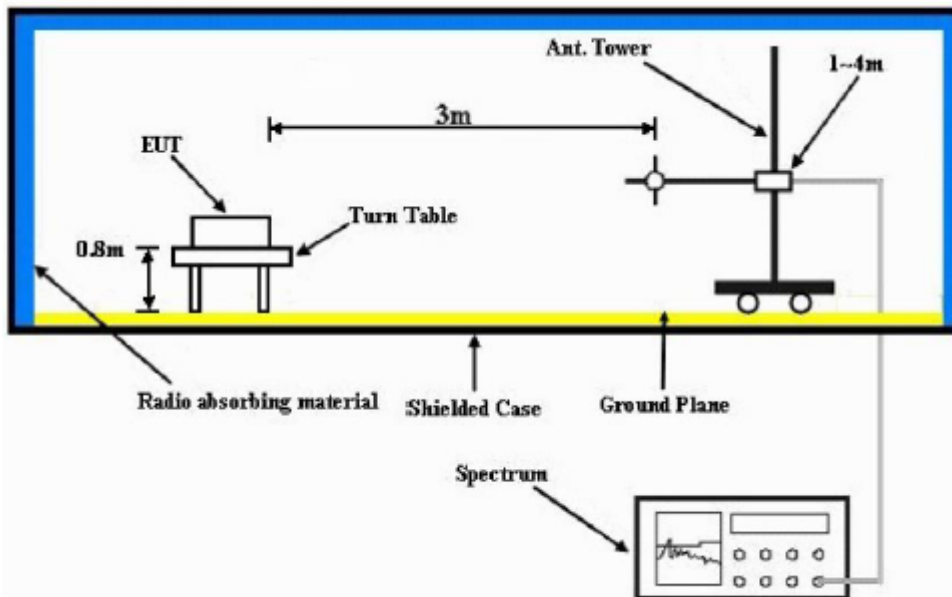 Ant. Tower
1~4m
3m
EUT
Turn Table
0.8m
Radio absorbing material
Shielded Case
Ground Plane
Spectrum